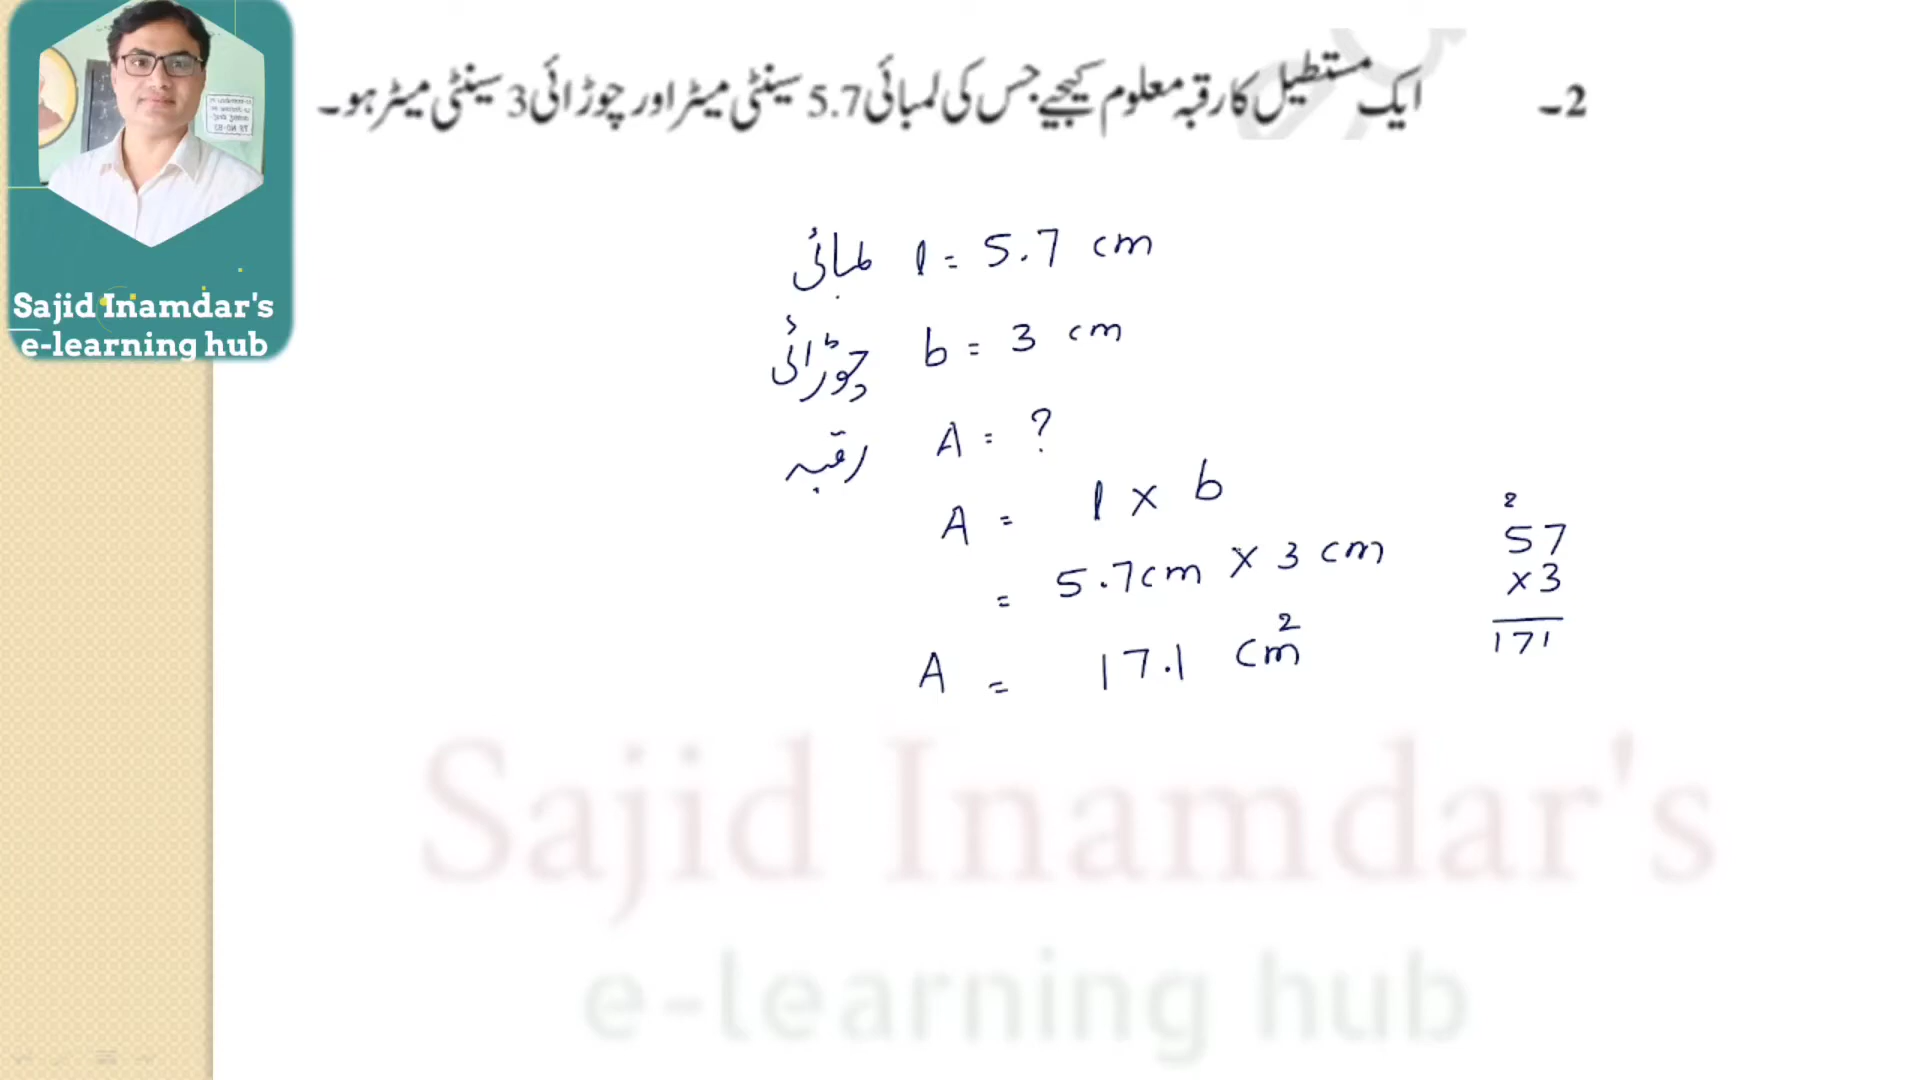 2۔ ایک مستطیل کا رقبہ معلوم کیجیے جس کی لمبائی 5.7 سینٹی میٹر اور چوڑائی 3 سینٹی میٹر ہو۔
Sajid Inamdar's
e-learning hub
لمبائی l = 5.7 cm
چوڑائی b = 3 cm
رقبہ A = ?
A = l × b
= 5.7cm × 3 cm
A = 17.1 cm²
2
57
×3
171
Sajid Inamdar's
e-learning hub